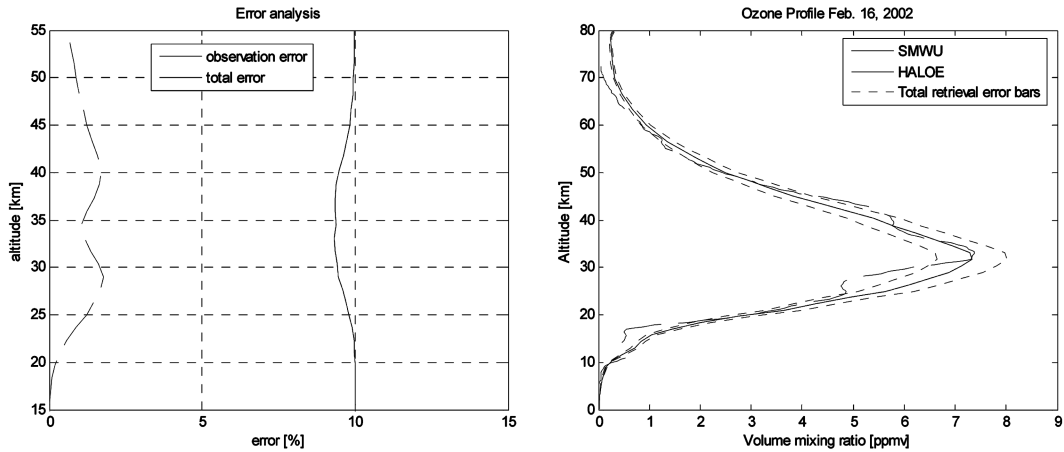 Error analysis
observation error
total error
altitude [km]
55
50
45
40
35
30
25
20
15
0
5
10
15
error [%]
Ozone Profile Feb. 16, 2002
SMWU
HALOE
Total retrieval error bars
Altitude [km]
80
70
60
50
40
30
20
10
0
0
1
2
3
4
5
6
7
8
9
Volume mixing ratio [ppmv]